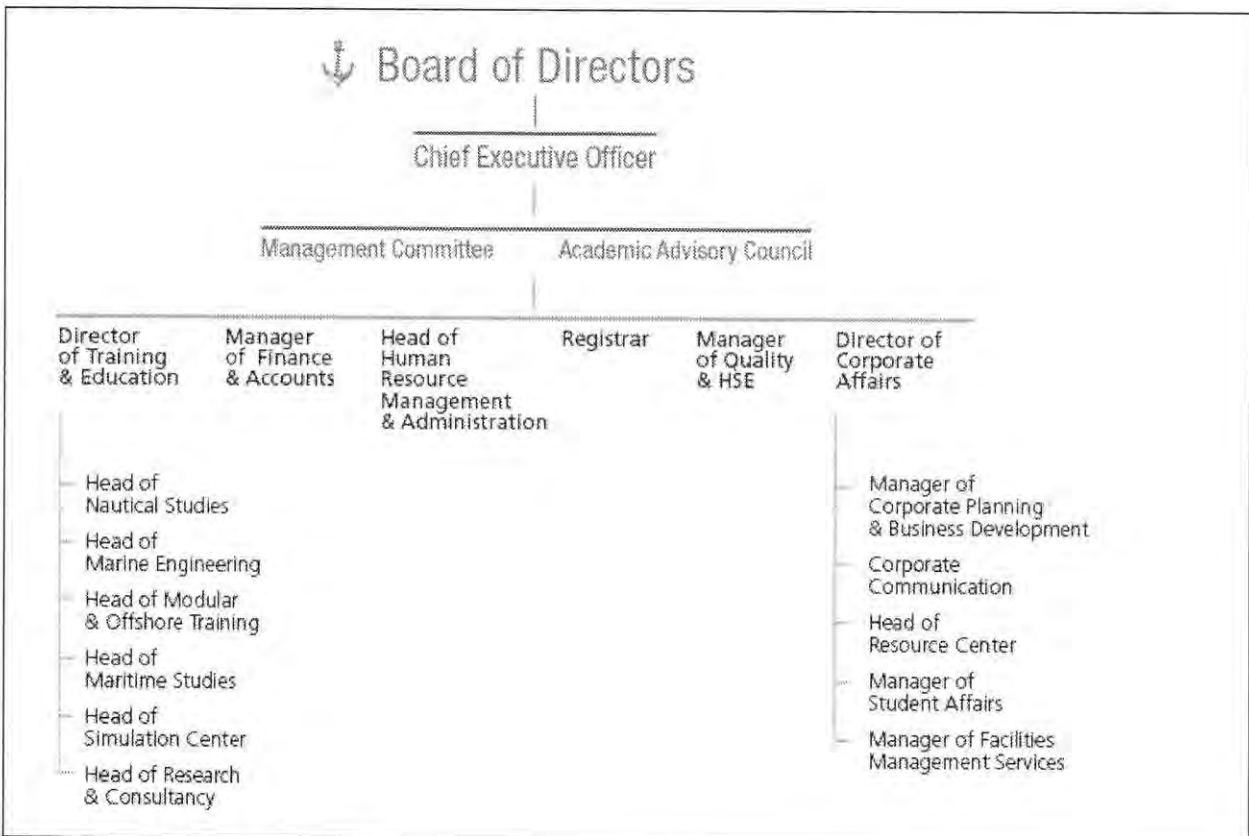 Board of Directors
Chief Executive Officer
Management Committee
Academic Advisory Council
Director
of Training
& Education
Manager
of Finance
& Accounts
Head of
Human
Resource
Management
& Administration
Registrar
Manager
of Quality
& HSE
Director of
Corporate
Affairs
Head of
Nautical Studies
Head of
Marine Engineering
Head of Modular
& Offshore Training
Head of
Maritime Studies
Head of
Simulation Center
Head of Research
& Consultancy
Manager of
Corporate Planning
& Business Development
Corporate
Communication
Head of
Resource Center
Manager of
Student Affairs
Manager of Facilities
Management Services